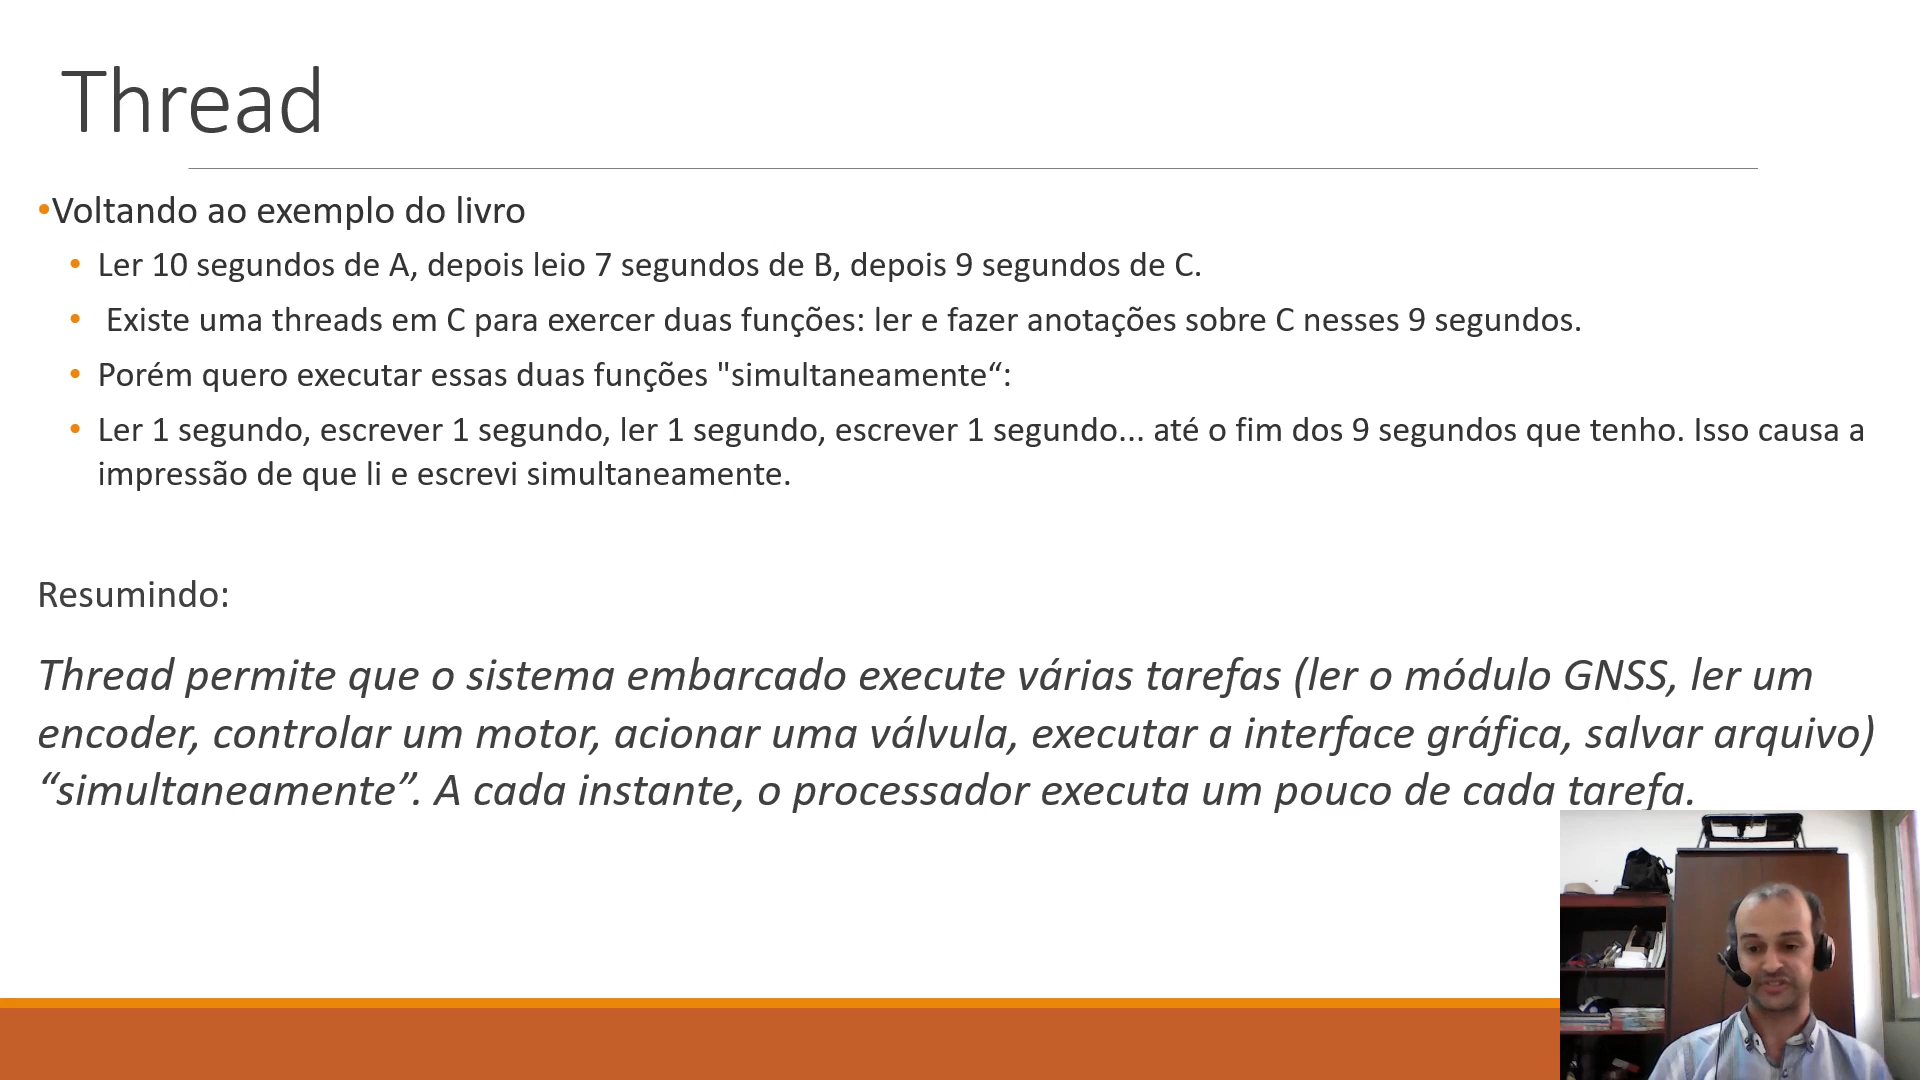 Thread
•Voltando ao exemplo do livro
• Ler 10 segundos de A, depois leio 7 segundos de B, depois 9 segundos de C.
• Existe uma threads em C para exercer duas funções: ler e fazer anotações sobre C nesses 9 segundos.
• Porém quero executar essas duas funções "simultaneamente“:
• Ler 1 segundo, escrever 1 segundo, ler 1 segundo, escrever 1 segundo... até o fim dos 9 segundos que tenho. Isso causa a
impressão de que li e escrevi simultaneamente.
Resumindo:
Thread permite que o sistema embarcado execute várias tarefas (ler o módulo GNSS, ler um
encoder, controlar um motor, acionar uma válvula, executar a interface gráfica, salvar arquivo)
“simultaneamente”. A cada instante, o processador executa um pouco de cada tarefa.